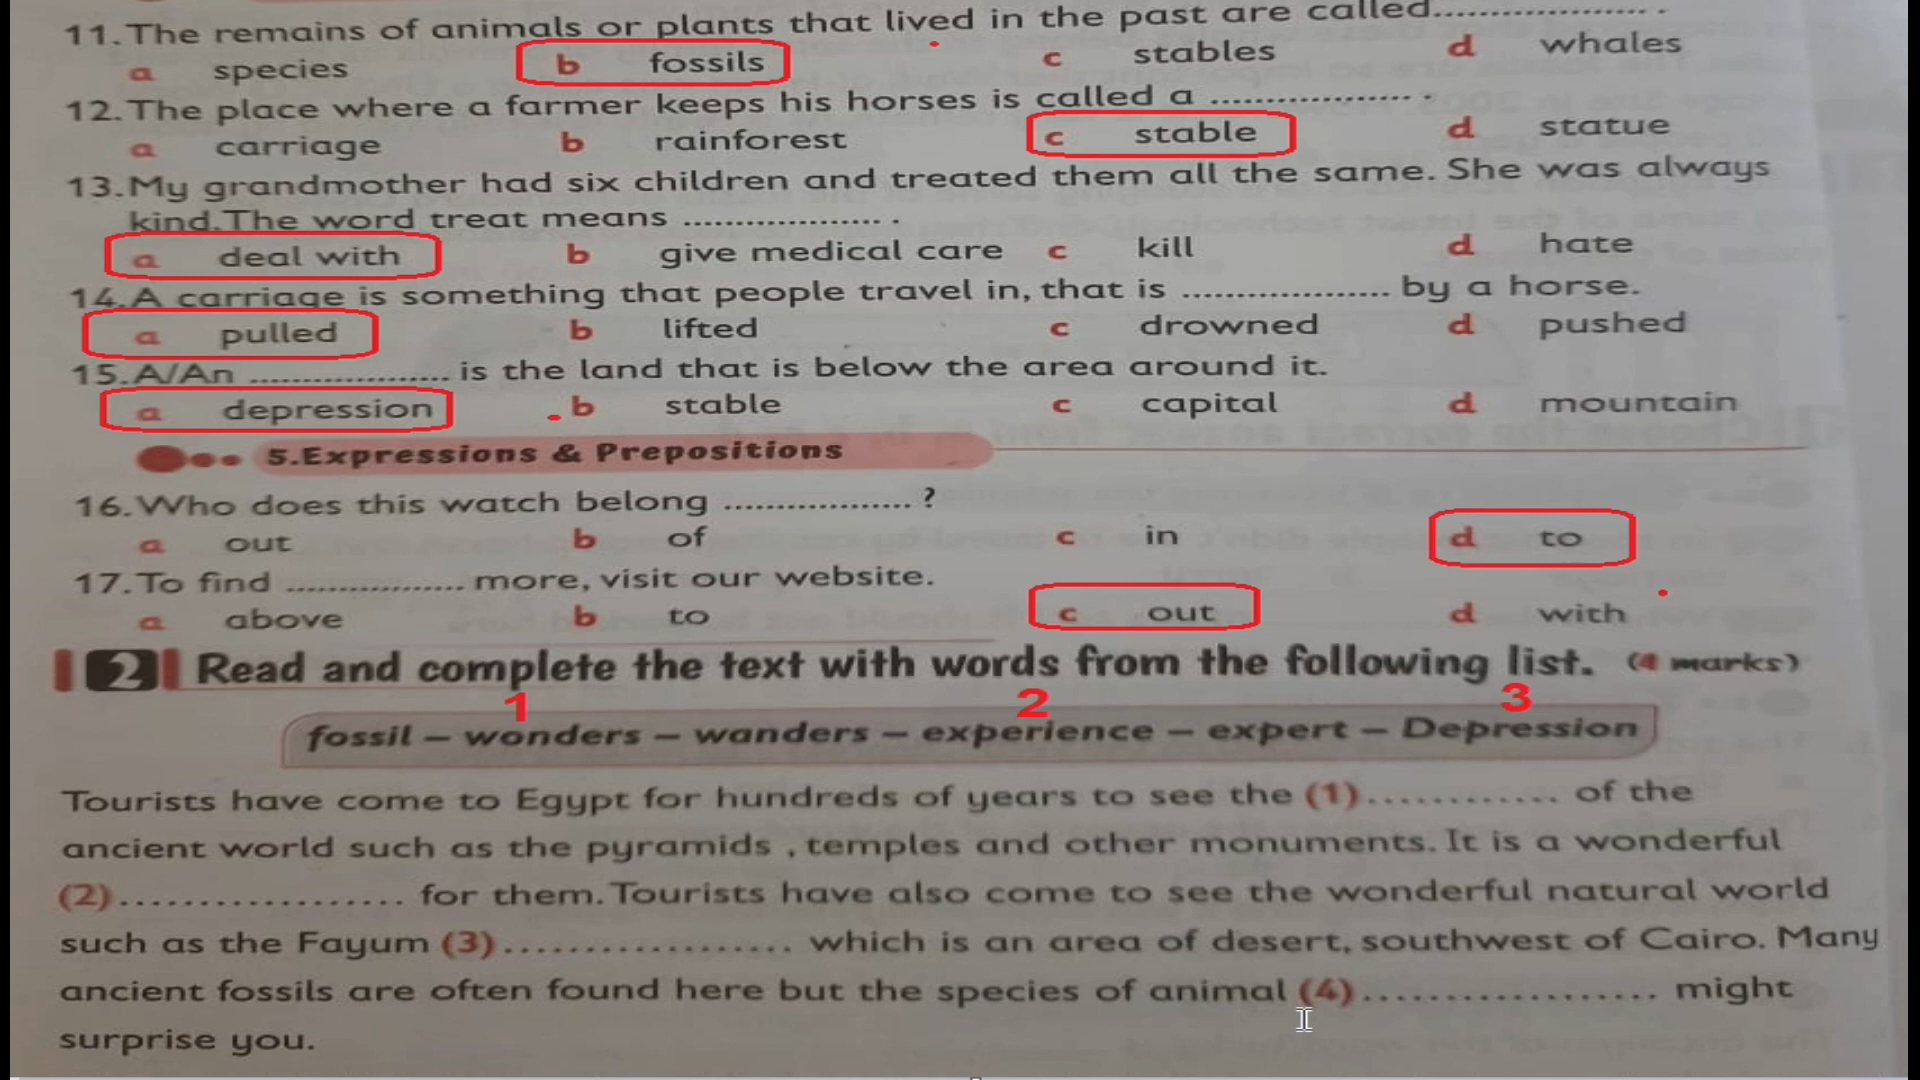 11. The remains of animals or plants that lived in the past are called...................... .
a species b fossils c stables d whales
12. The place where a farmer keeps his horses is called a .................... .
a carriage b rainforest c stable d statue
13. My grandmother had six children and treated them all the same. She was always
kind. The word treat means ................... .
a deal with b give medical care c kill d hate
14. A carriage is something that people travel in, that is .................... by a horse.
a pulled b lifted c drowned d pushed
15. A/An .................... is the land that is below the area around it.
a depression b stable c capital d mountain
5. Expressions & Prepositions
16. Who does this watch belong ..................?
a out b of c in d to
17. To find ................. more, visit our website.
a above b to c out d with
2 Read and complete the text with words from the following list. (4 marks)
1 2 3
fossil – wonders – wanders – experience – expert – Depression
Tourists have come to Egypt for hundreds of years to see the (1)............. of the
ancient world such as the pyramids , temples and other monuments. It is a wonderful
(2)................... for them. Tourists have also come to see the wonderful natural world
such as the Fayum (3)................... which is an area of desert, southwest of Cairo. Many
ancient fossils are often found here but the species of animal (4).................... might
surprise you.